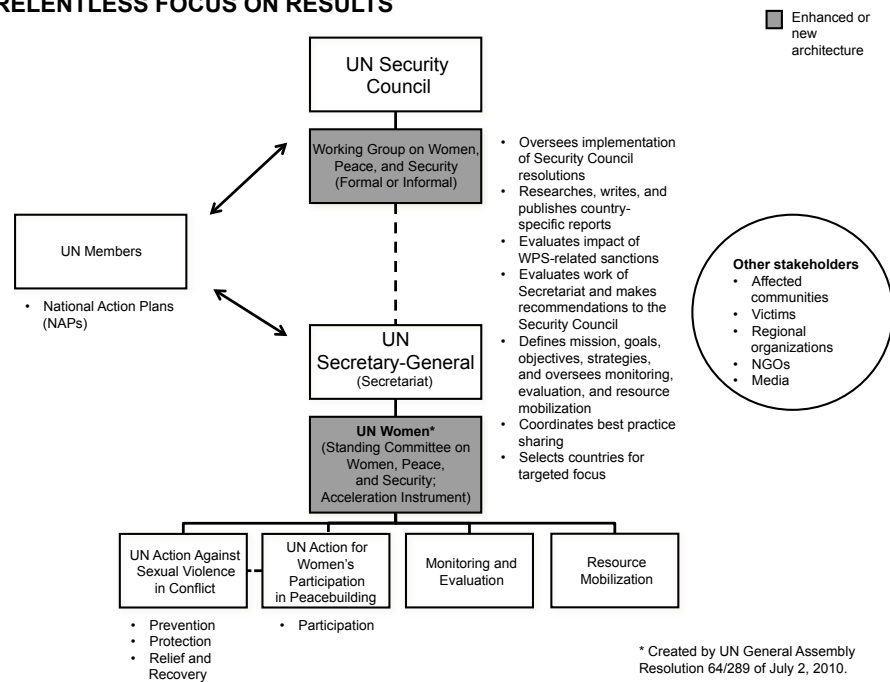 RELENTLESS FOCUS ON RESULTS
Enhanced or
new
architecture
UN Security
Council
Working Group on Women,
Peace, and Security
(Formal or Informal)
UN Members
• National Action Plans
(NAPs)
UN
Secretary-General
(Secretariat)
UN Women*
(Standing Committee on
Women, Peace,
and Security;
Acceleration Instrument)
• Oversees implementation
of Security Council
resolutions
• Researches, writes, and
publishes country-
specific reports
• Evaluates impact of
WPS-related sanctions
• Evaluates work of
Secretariat and makes
recommendations to the
Security Council
• Defines mission, goals,
objectives, strategies,
and oversees monitoring,
evaluation, and resource
mobilization
• Coordinates best practice
sharing
• Selects countries for
targeted focus
Other stakeholders
• Affected
communities
• Victims
• Regional
organizations
• NGOs
• Media
UN Action Against
Sexual Violence
in Conflict
• Prevention
• Protection
• Relief and
Recovery
UN Action for
Women’s
Participation
in Peacebuilding
• Participation
Monitoring and
Evaluation
Resource
Mobilization
* Created by UN General Assembly
Resolution 64/289 of July 2, 2010.